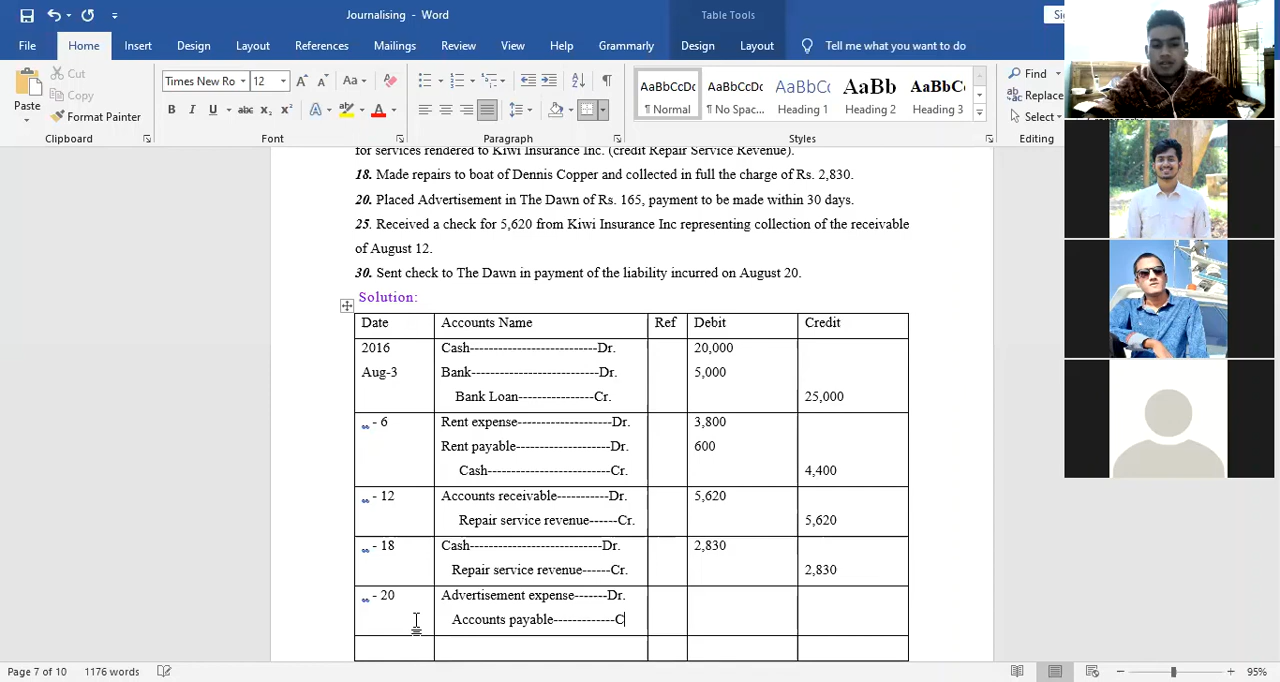 Journalising - Word
Table Tools
File Home Insert Design Layout References Mailings Review View Help Grammarly Design Layout Tell me what you want to do
Paste Cut Copy Format Painter
Times New Ro 12 Aa
B I U abc x₂ x² A
AaBbCcDc AaBbCcDc AaBbCc AaBb AaBbCc
¶ Normal ¶ No Spac... Heading 1 Heading 2 Heading 3
Find Replace Select
Clipboard Font Paragraph Styles Editing
for services rendered to Kiwi Insurance Inc. (credit Repair Service Revenue).
18. Made repairs to boat of Dennis Copper and collected in full the charge of Rs. 2,830.
20. Placed Advertisement in The Dawn of Rs. 165, payment to be made within 30 days.
25. Received a check for 5,620 from Kiwi Insurance Inc representing collection of the receivable
of August 12.
30. Sent check to The Dawn in payment of the liability incurred on August 20.
Solution:
Date Accounts Name Ref Debit Credit
2016 Cash---------------------------Dr. 20,000
Aug-3 Bank---------------------------Dr. 5,000
Bank Loan----------------Cr. 25,000
„ - 6 Rent expense--------------------Dr. 3,800
Rent payable--------------------Dr. 600
Cash--------------------------Cr. 4,400
„ - 12 Accounts receivable-----------Dr. 5,620
Repair service revenue------Cr. 5,620
„ - 18 Cash----------------------------Dr. 2,830
Repair service revenue------Cr. 2,830
„ - 20 Advertisement expense-------Dr.
Accounts payable-------------C
Page 7 of 10 1176 words 95%